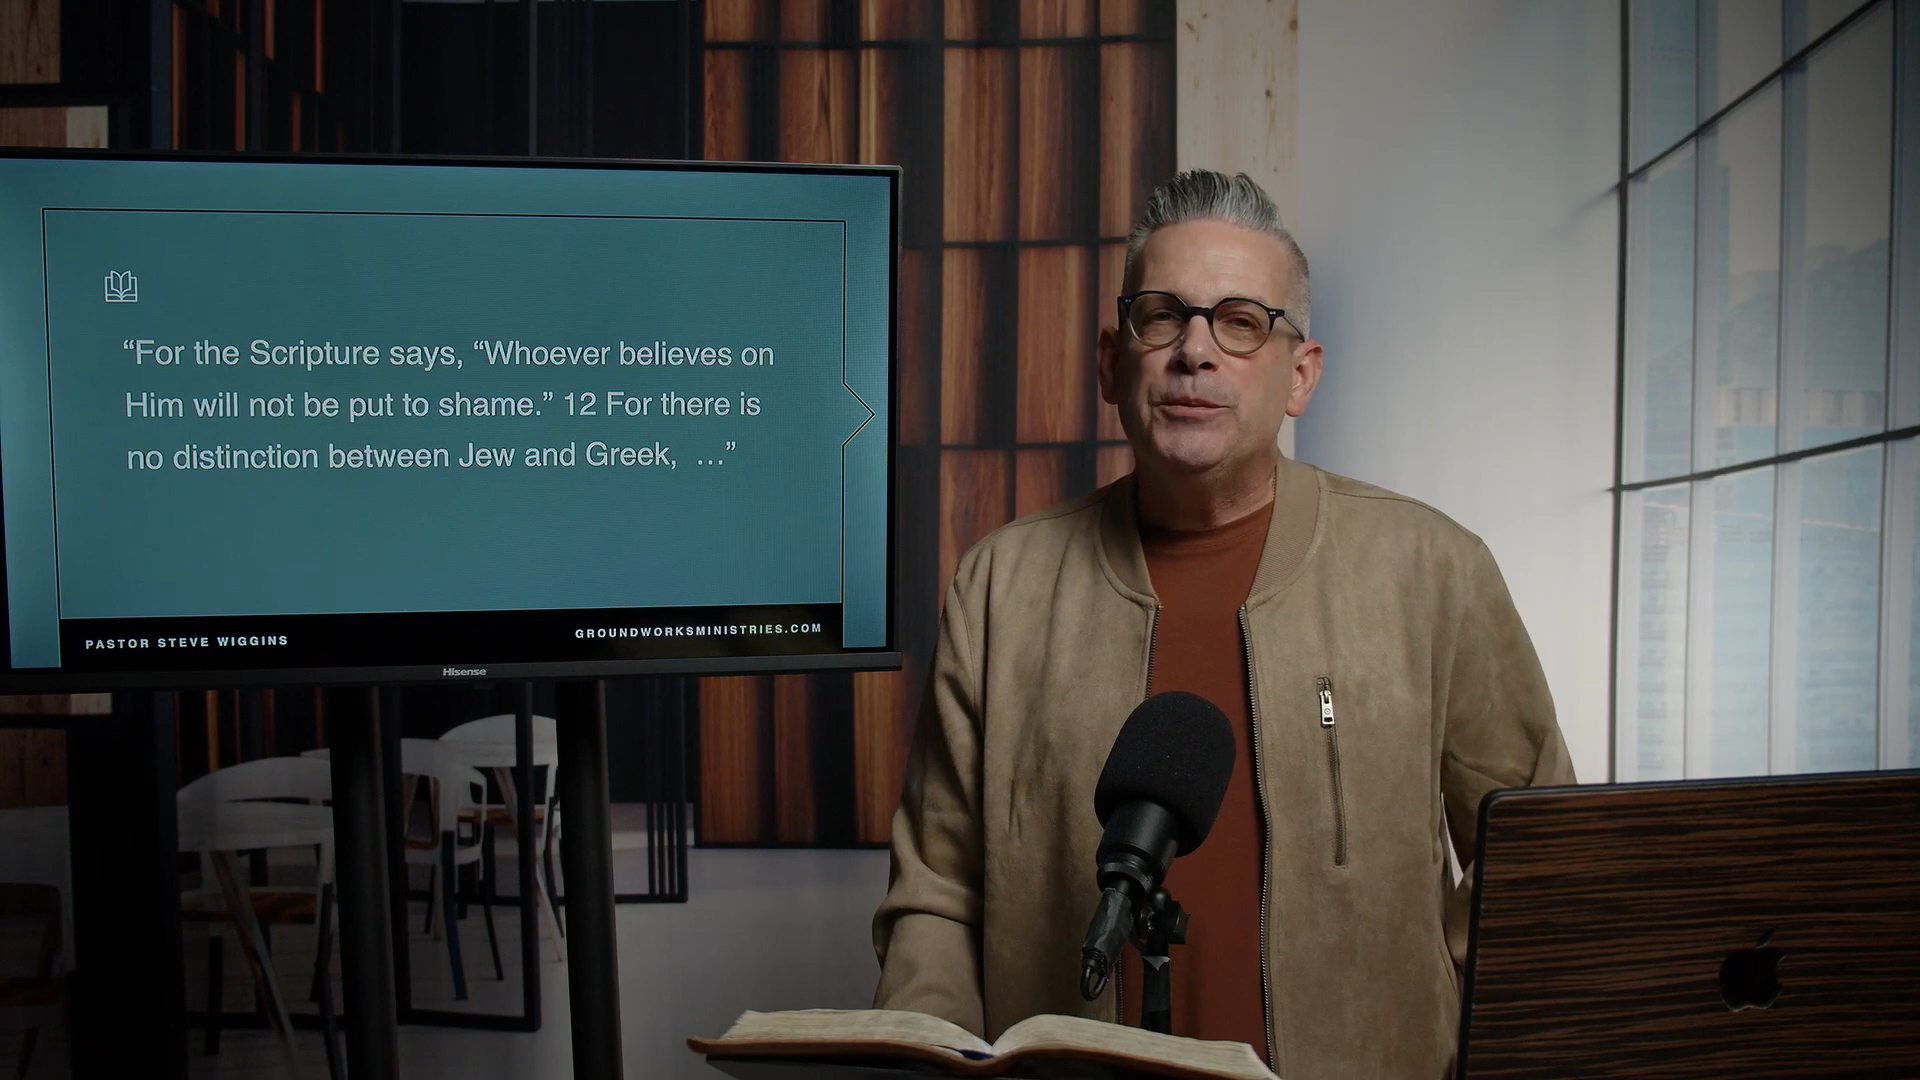 “For the Scripture says, “Whoever believes on
Him will not be put to shame.” 12 For there is
no distinction between Jew and Greek,  …”
PASTOR STEVE WIGGINS
GROUNDWORKSMINISTRIES.COM
Hisense